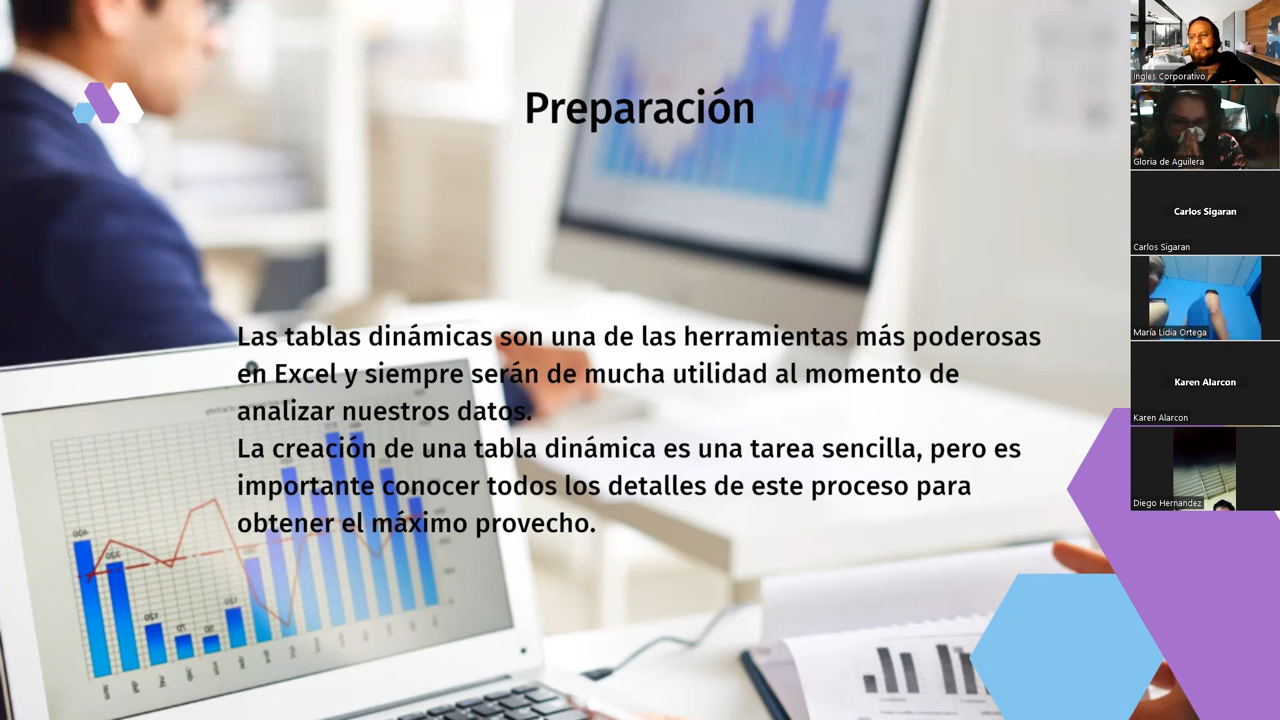 Preparación
Las tablas dinámicas son una de las herramientas más poderosas
en Excel y siempre serán de mucha utilidad al momento de
analizar nuestros datos.
La creación de una tabla dinámica es una tarea sencilla, pero es
importante conocer todos los detalles de este proceso para
obtener el máximo provecho.
Ingles Corporativo
Gloria de Aguilera
Carlos Sigaran
Carlos Sigaran
María Lidia Ortega
Karen Alarcon
Karen Alarcon
Diego Hernandez